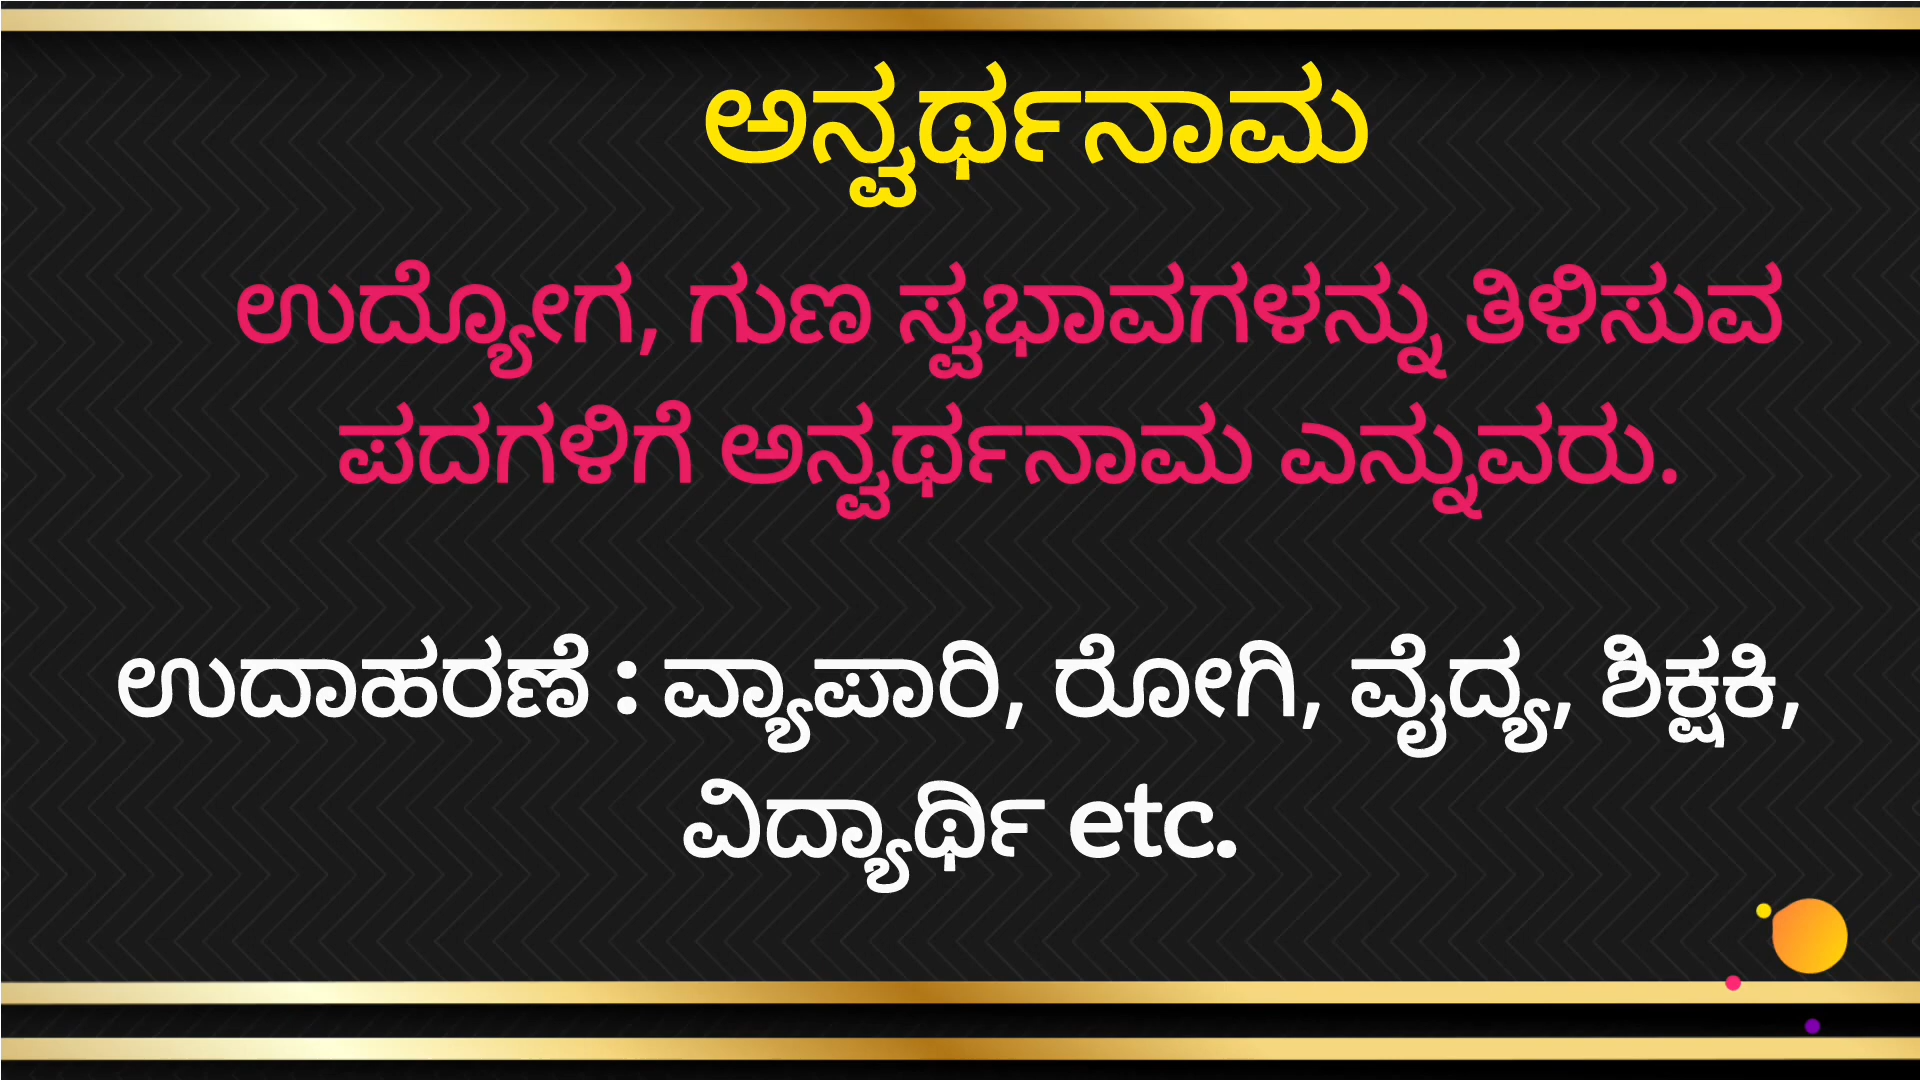 ಅನ್ವರ್ಥನಾಮ
ಉದ್ಯೋಗ, ಗುಣ ಸ್ವಭಾವಗಳನ್ನು ತಿಳಿಸುವ
ಪದಗಳಿಗೆ ಅನ್ವರ್ಥನಾಮ ಎನ್ನುವರು.
ಉದಾಹರಣೆ : ವ್ಯಾಪಾರಿ, ರೋಗಿ, ವೈದ್ಯ, ಶಿಕ್ಷಕಿ,
ವಿದ್ಯಾರ್ಥಿ etc.